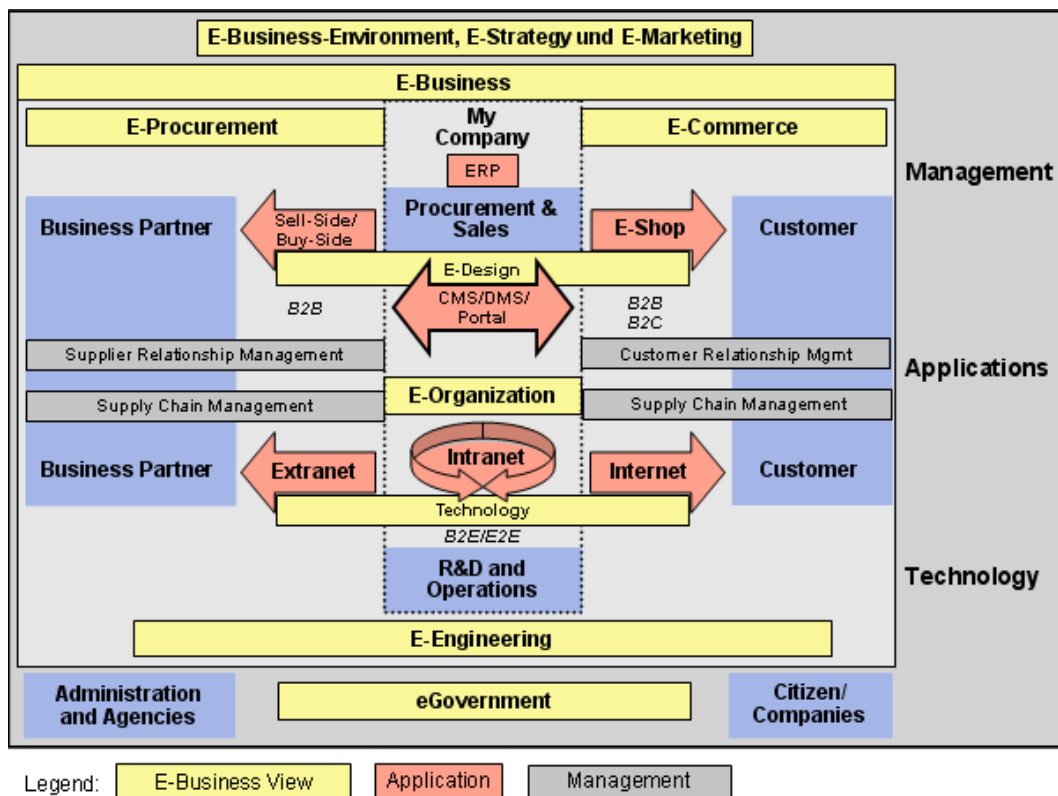 E-Business-Environment, E-Strategy und E-Marketing
E-Business
E-Procurement
My
Company
E-Commerce
ERP
Management
Business Partner
Sell-Side/
Buy-Side
Procurement &
Sales
E-Shop
Customer
E-Design
B2B
CMS/DMS/
Portal
B2B
B2C
Supplier Relationship Management
Customer Relationship Mgmt
Applications
E-Organization
Supply Chain Management
Supply Chain Management
Business Partner
Extranet
Intranet
Internet
Customer
Technology
B2E/E2E
R&D and
Operations
Technology
E-Engineering
Administration
and Agencies
eGovernment
Citizen/
Companies
Legend:
E-Business View
Application
Management